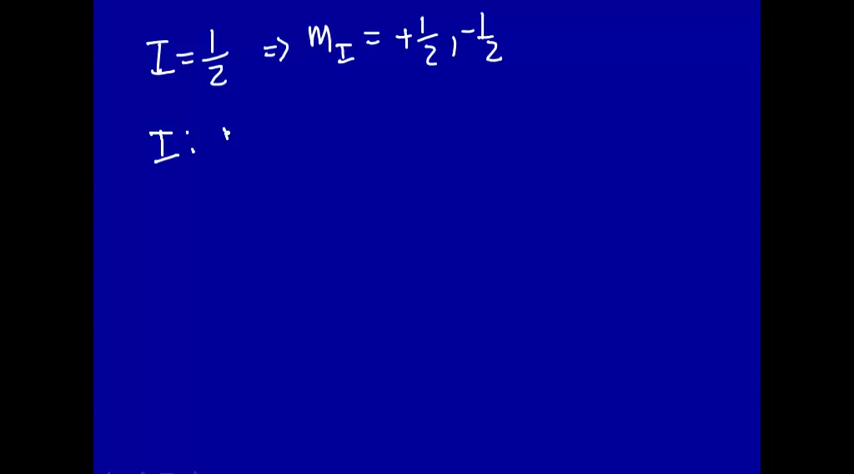 I = 1/2 => m_I = +1/2, -1/2
I: